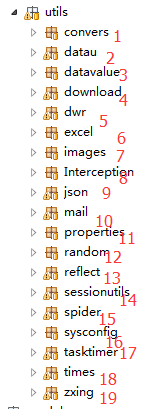 utils
convers 1
datau 2
datavalue 3
download 4
dwr 5
excel 6
images 7
Interception 8
json 9
mail 10
properties 11
random 12
reflect 13
sessionutils 14
spider 15
sysconfig 16
tasktimer 17
times 18
zxing 19